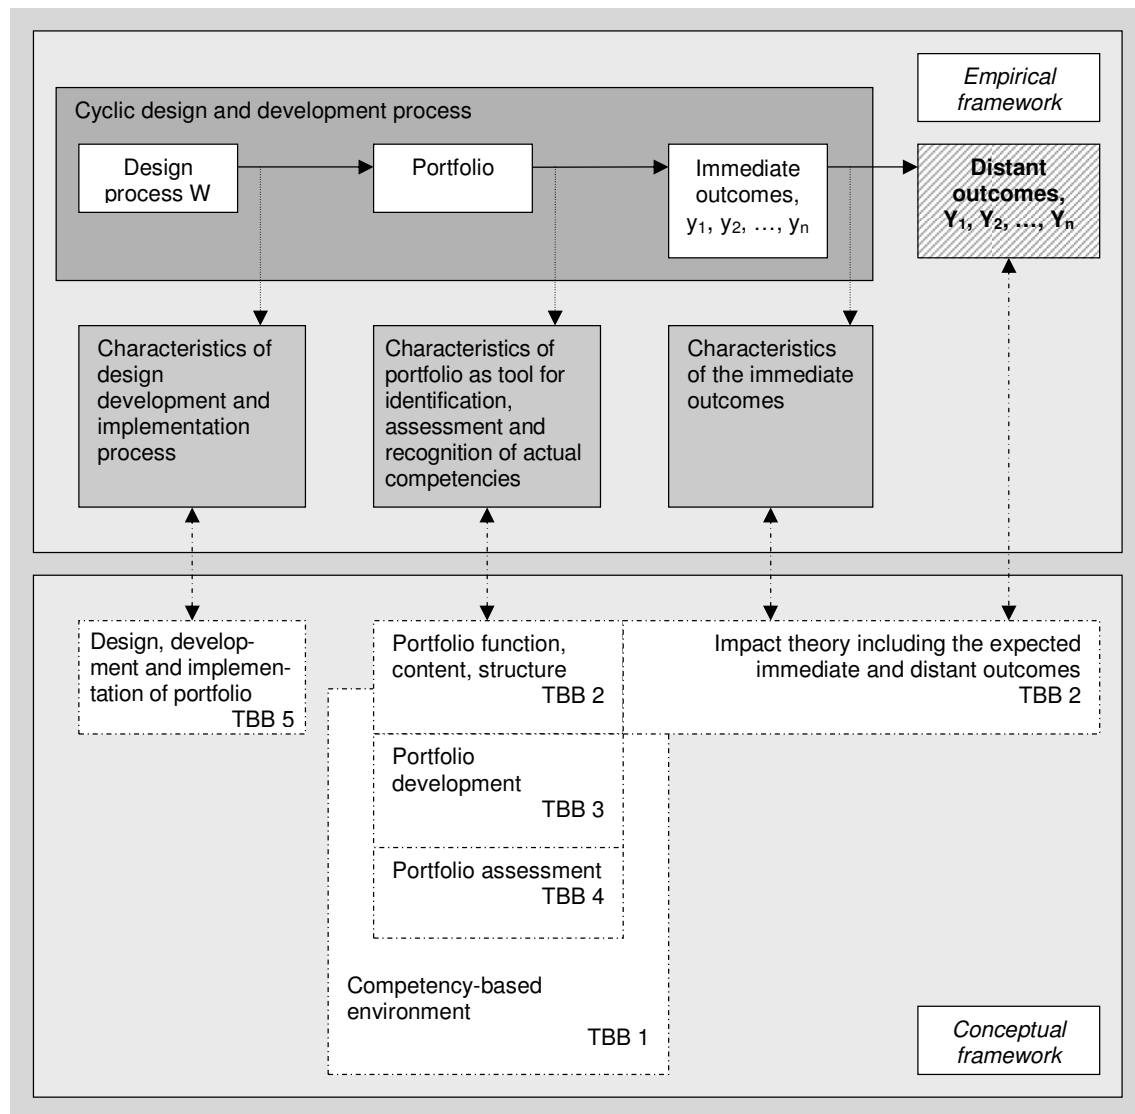 Empirical
framework
Cyclic design and development process
Design
process W
Portfolio
Immediate
outcomes,
y₁, y₂, …, yₙ
Distant
outcomes,
Y₁, Y₂, …, Yₙ
Characteristics of
design
development and
implementation
process
Characteristics of
portfolio as tool for
identification,
assessment and
recognition of actual
competencies
Characteristics
of the immediate
outcomes
Design, develop-
ment and implemen-
tation of portfolio
TBB 5
Portfolio function,
content, structure
TBB 2
Impact theory including the expected
immediate and distant outcomes
TBB 2
Portfolio
development
TBB 3
Portfolio assessment
TBB 4
Competency-based
environment
TBB 1
Conceptual
framework